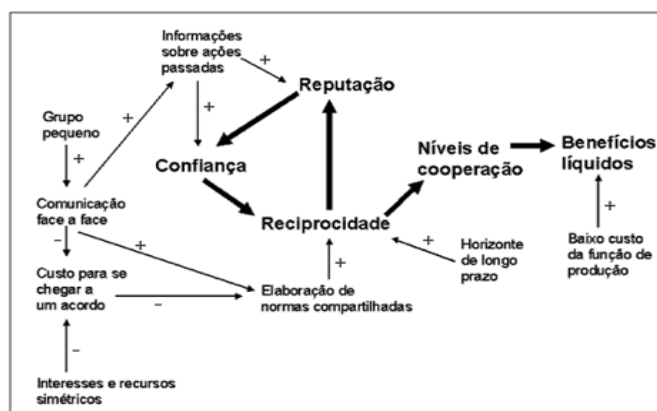 Informações
sobre ações
passadas
+
Reputação
+
+
Grupo
pequeno
+
Confiança
Níveis de
cooperação
Benefícios
líquidos
Comunicação
face a face
Reciprocidade
+
–
+
+
+
Horizonte
de longo
prazo
Baixo custo
da função de
produção
Custo para se
chegar a
um acordo
–
Elaboração de
normas compartilhadas
–
Interesses e recursos
simétricos